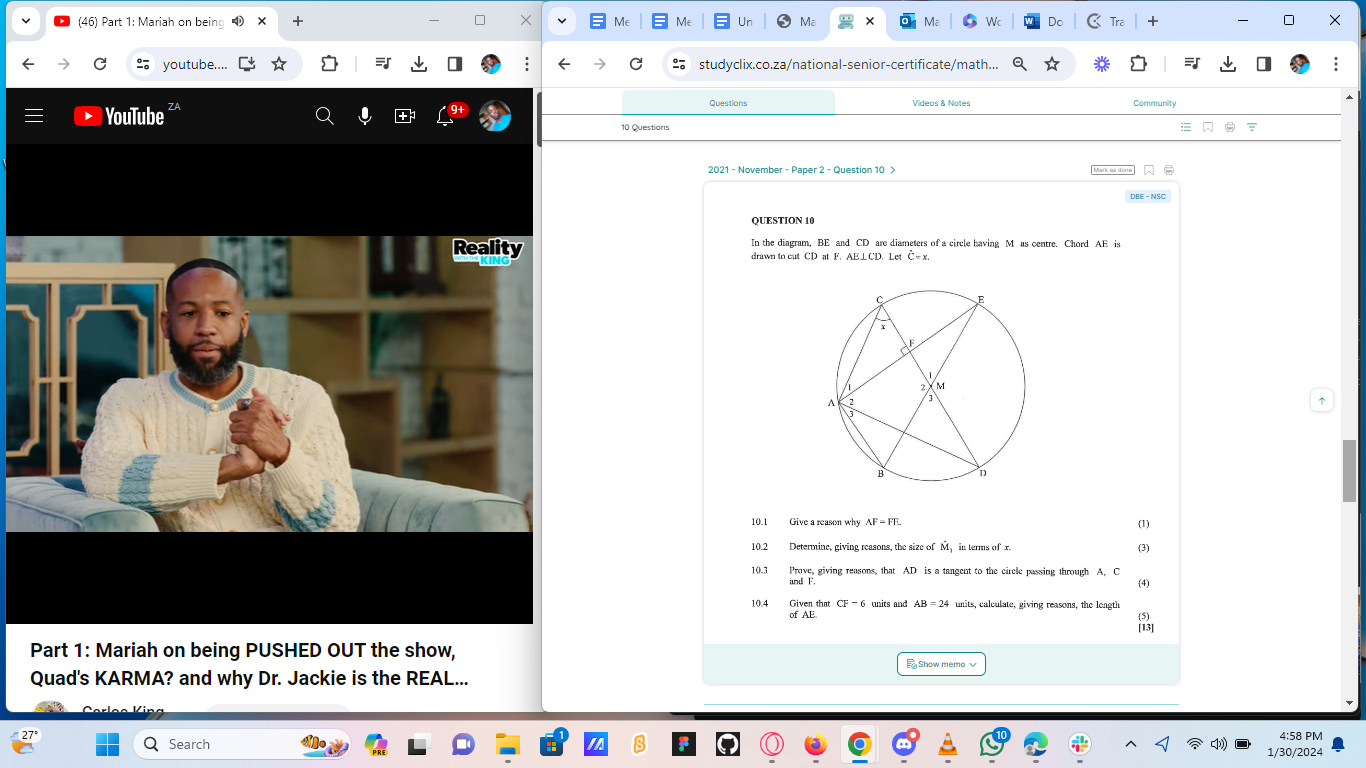 (46) Part 1: Mariah on being
youtube....
YouTube ZA
9+
Reality
WITH THE KING
Part 1: Mariah on being PUSHED OUT the show,
Quad's KARMA? and why Dr. Jackie is the REAL...
Carlos King
Me
Me
Un
Ma
Ma
Wo
Do
Tra
studyclix.co.za/national-senior-certificate/math...
Questions
Videos & Notes
Community
10 Questions
2021 - November - Paper 2 - Question 10 >
Mark as done
DBE - NSC
QUESTION 10
In the diagram, BE and CD are diameters of a circle having M as centre. Chord AE is
drawn to cut CD at F. AE⊥CD. Let Ĉ = x.
C
E
x
F
1
1
2
M
A
2
3
3
B
D
10.1 Give a reason why AF = FE. (1)
10.2 Determine, giving reasons, the size of M̂₁ in terms of x. (3)
10.3 Prove, giving reasons, that AD is a tangent to the circle passing through A, C
and F. (4)
10.4 Given that CF = 6 units and AB = 24 units, calculate, giving reasons, the length
of AE. (5)
[13]
Show memo
27°
Search
PRE
1
10
4:58 PM
1/30/2024